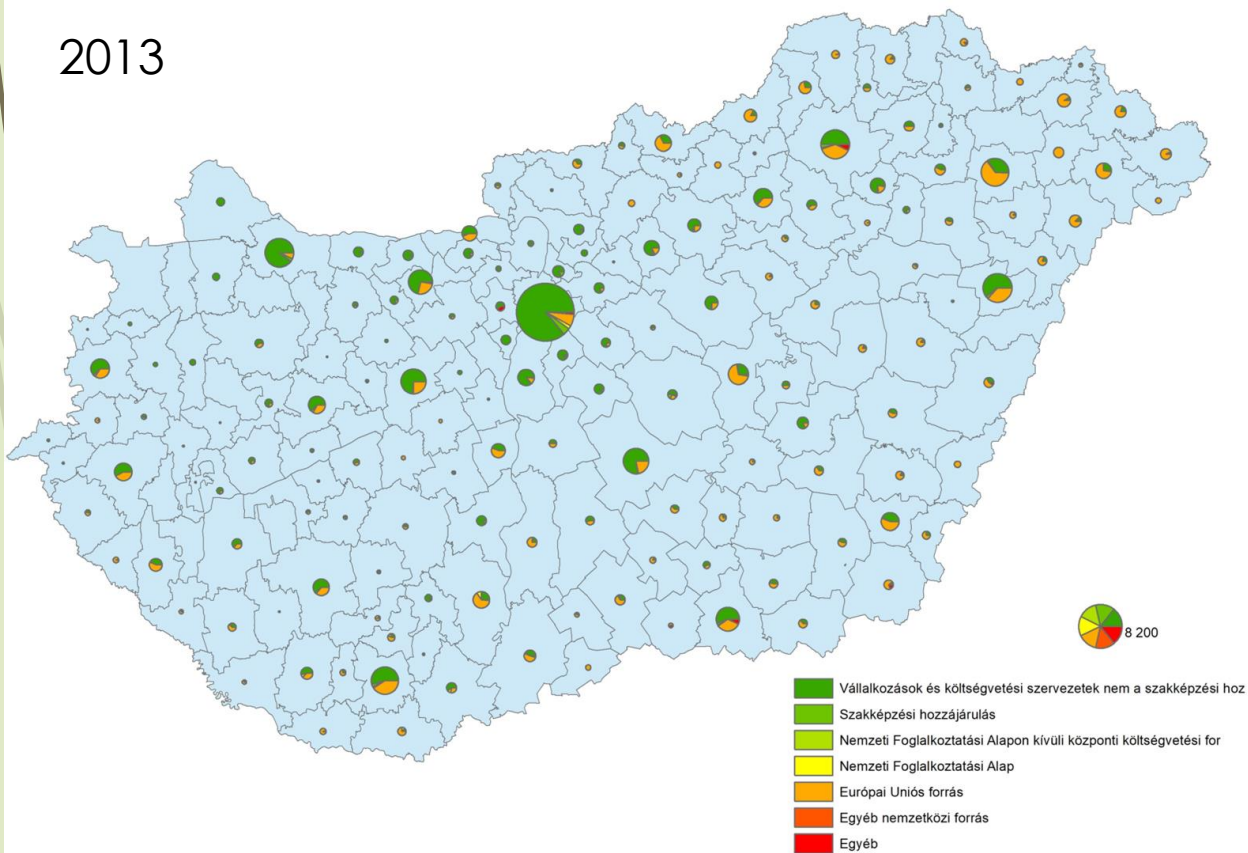 2013
8 200
Vállalkozások és költségvetési szervezetek nem a szakképzési hoz
Szakképzési hozzájárulás
Nemzeti Foglalkoztatási Alapon kívüli központi költségvetési for
Nemzeti Foglalkoztatási Alap
Európai Uniós forrás
Egyéb nemzetközi forrás
Egyéb